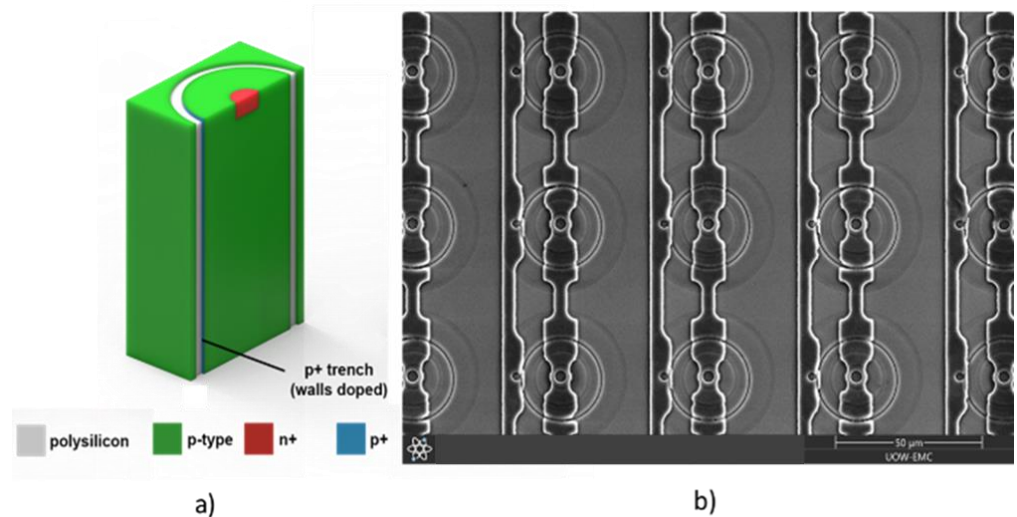 p+ trench
(walls doped)
polysilicon
p-type
n+
p+
50 µm
UOW-EMC
a)
b)